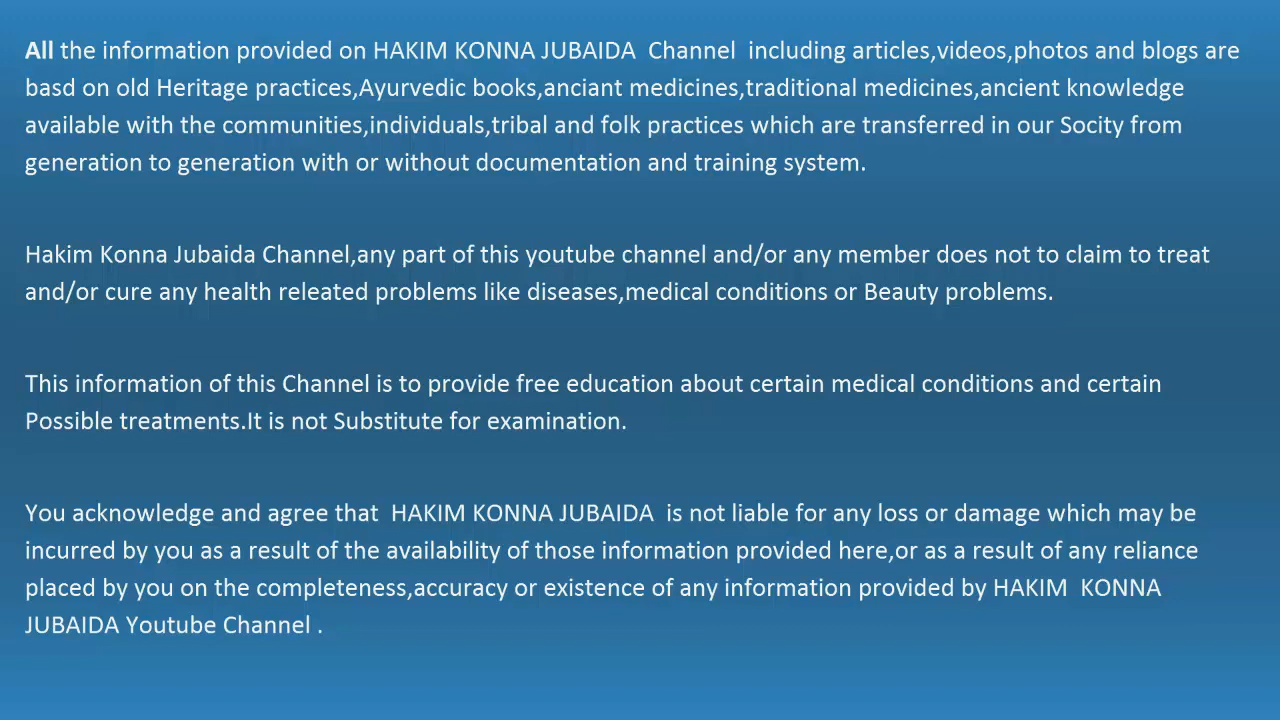 All the information provided on HAKIM KONNA JUBAIDA  Channel  including articles,videos,photos and blogs are
basd on old Heritage practices,Ayurvedic books,anciant medicines,traditional medicines,ancient knowledge
available with the communities,individuals,tribal and folk practices which are transferred in our Socity from
generation to generation with or without documentation and training system.
Hakim Konna Jubaida Channel,any part of this youtube channel and/or any member does not to claim to treat
and/or cure any health releated problems like diseases,medical conditions or Beauty problems.
This information of this Channel is to provide free education about certain medical conditions and certain
Possible treatments.It is not Substitute for examination.
You acknowledge and agree that  HAKIM KONNA JUBAIDA  is not liable for any loss or damage which may be
incurred by you as a result of the availability of those information provided here,or as a result of any reliance
placed by you on the completeness,accuracy or existence of any information provided by HAKIM  KONNA
JUBAIDA Youtube Channel .